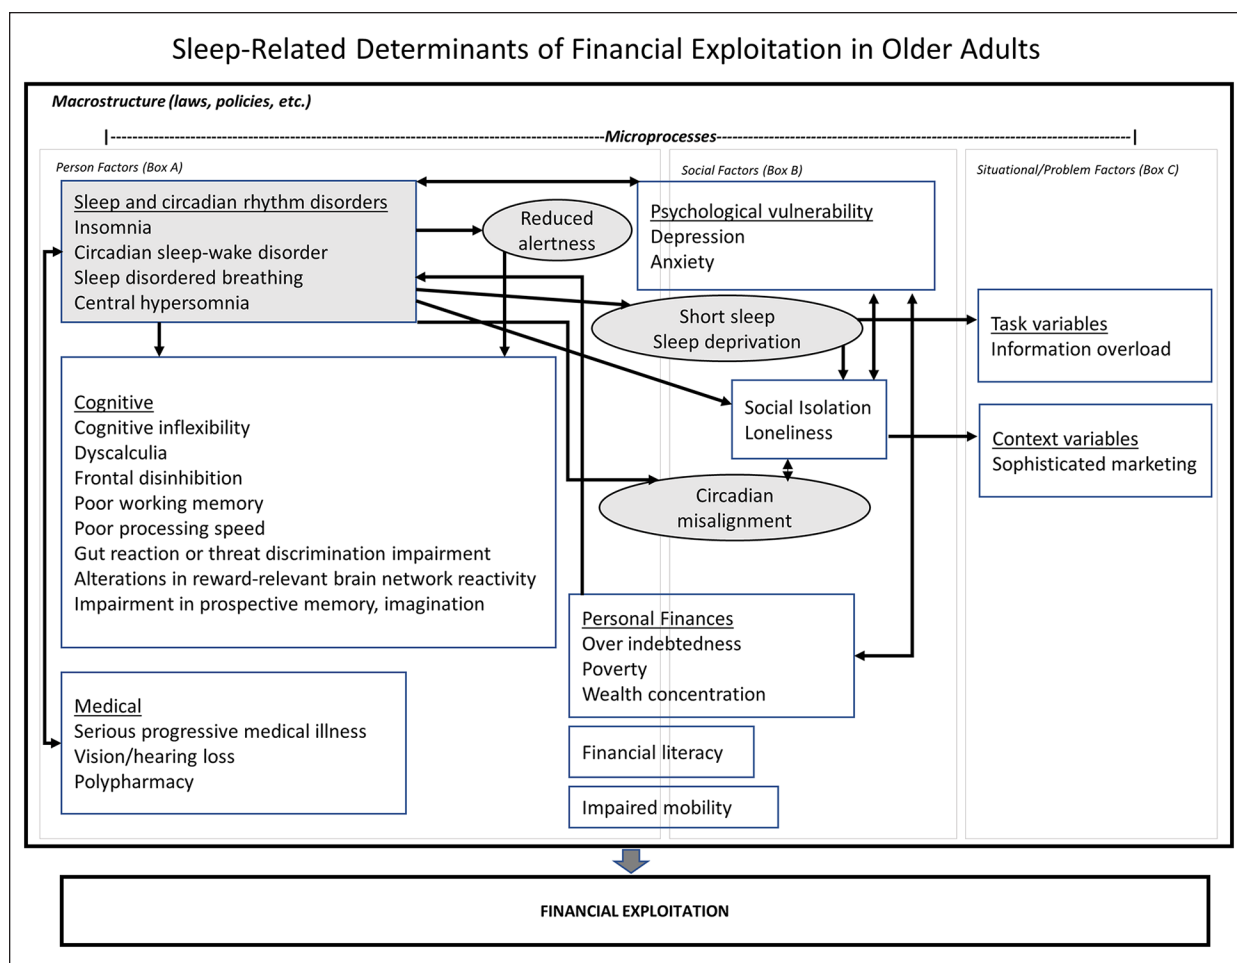 Sleep-Related Determinants of Financial Exploitation in Older Adults
Macrostructure (laws, policies, etc.)
Microprocesses
Person Factors (Box A)
Social Factors (Box B)
Situational/Problem Factors (Box C)
Sleep and circadian rhythm disorders
Insomnia
Circadian sleep-wake disorder
Sleep disordered breathing
Central hypersomnia
Reduced
alertness
Psychological vulnerability
Depression
Anxiety
Short sleep
Sleep deprivation
Task variables
Information overload
Cognitive
Cognitive inflexibility
Dyscalculia
Frontal disinhibition
Poor working memory
Poor processing speed
Gut reaction or threat discrimination impairment
Alterations in reward-relevant brain network reactivity
Impairment in prospective memory, imagination
Social Isolation
Loneliness
Context variables
Sophisticated marketing
Circadian
misalignment
Personal Finances
Over indebtedness
Poverty
Wealth concentration
Medical
Serious progressive medical illness
Vision/hearing loss
Polypharmacy
Financial literacy
Impaired mobility
FINANCIAL EXPLOITATION